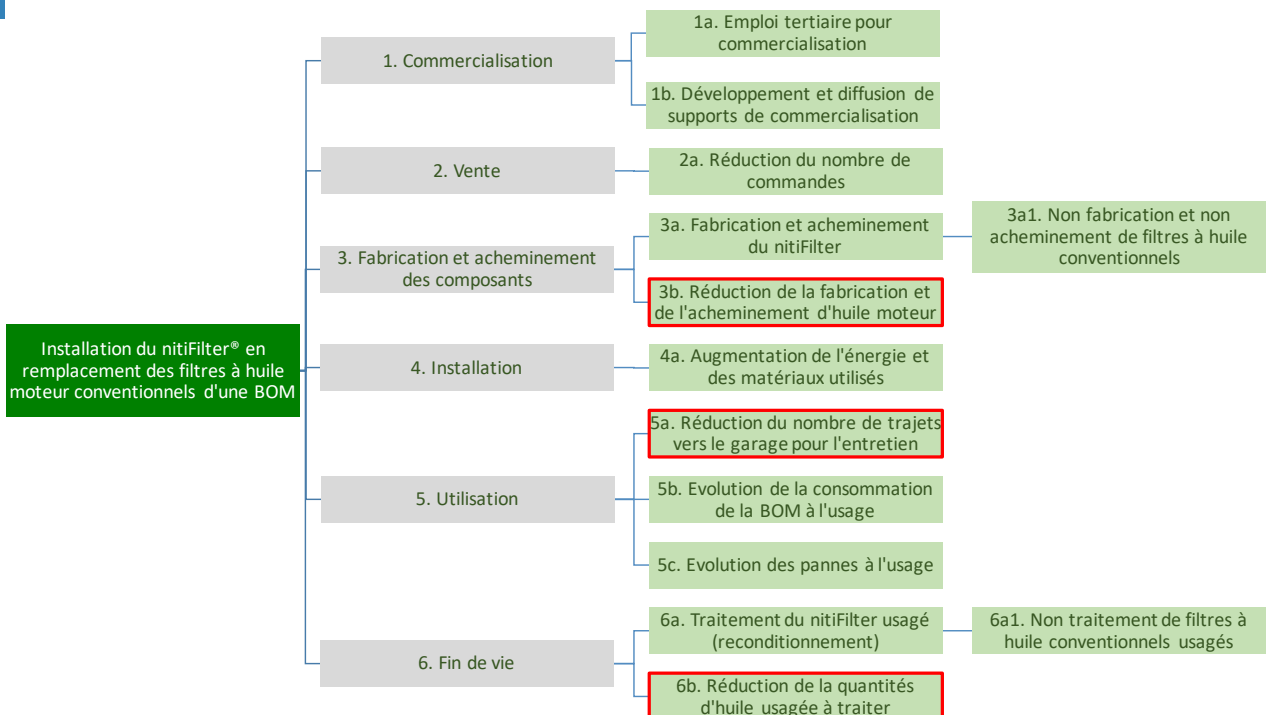 1a. Emploi tertiaire pour
commercialisation
1. Commercialisation
1b. Développement et diffusion de
supports de commercialisation
2. Vente
2a. Réduction du nombre de
commandes
3. Fabrication et acheminement
des composants
3a. Fabrication et acheminement
du nitiFilter
3a1. Non fabrication et non
acheminement de filtres à huile
conventionnels
3b. Réduction de la fabrication et
de l'acheminement d'huile moteur
Installation du nitiFilter® en
remplacement des filtres à huile
moteur conventionnels d'une BOM
4. Installation
4a. Augmentation de l'énergie et
des matériaux utilisés
5. Utilisation
5a. Réduction du nombre de trajets
vers le garage pour l'entretien
5b. Evolution de la consommation
de la BOM à l'usage
5c. Evolution des pannes à l'usage
6. Fin de vie
6a. Traitement du nitiFilter usagé
(reconditionnement)
6a1. Non traitement de filtres à
huile conventionnels usagés
6b. Réduction de la quantités
d'huile usagée à traiter